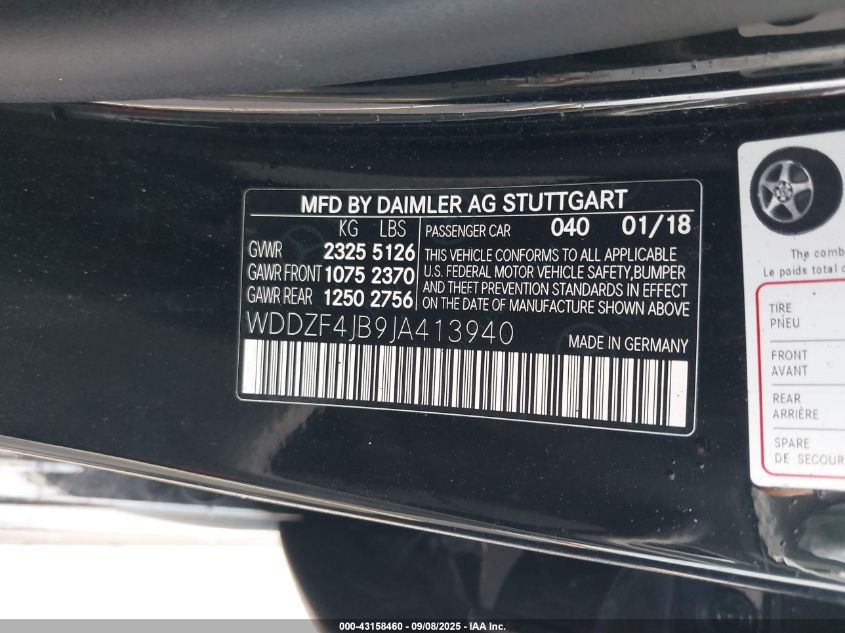 MFD BY DAIMLER AG STUTTGART
KG LBS
GVWR 2325 5126
GAWR FRONT 1075 2370
GAWR REAR 1250 2756
PASSENGER CAR 040 01/18
THIS VEHICLE CONFORMS TO ALL APPLICABLE
U.S. FEDERAL MOTOR VEHICLE SAFETY,BUMPER
AND THEFT PREVENTION STANDARDS IN EFFECT
ON THE DATE OF MANUFACTURE SHOWN ABOVE
WDDZF4JB9JA413940
MADE IN GERMANY
The comb
Le poids total d
TIRE
PNEU
FRONT
AVANT
REAR
ARRIÈRE
SPARE
DE SECOUR
000-43158460 - 09/08/2025 - IAA Inc.